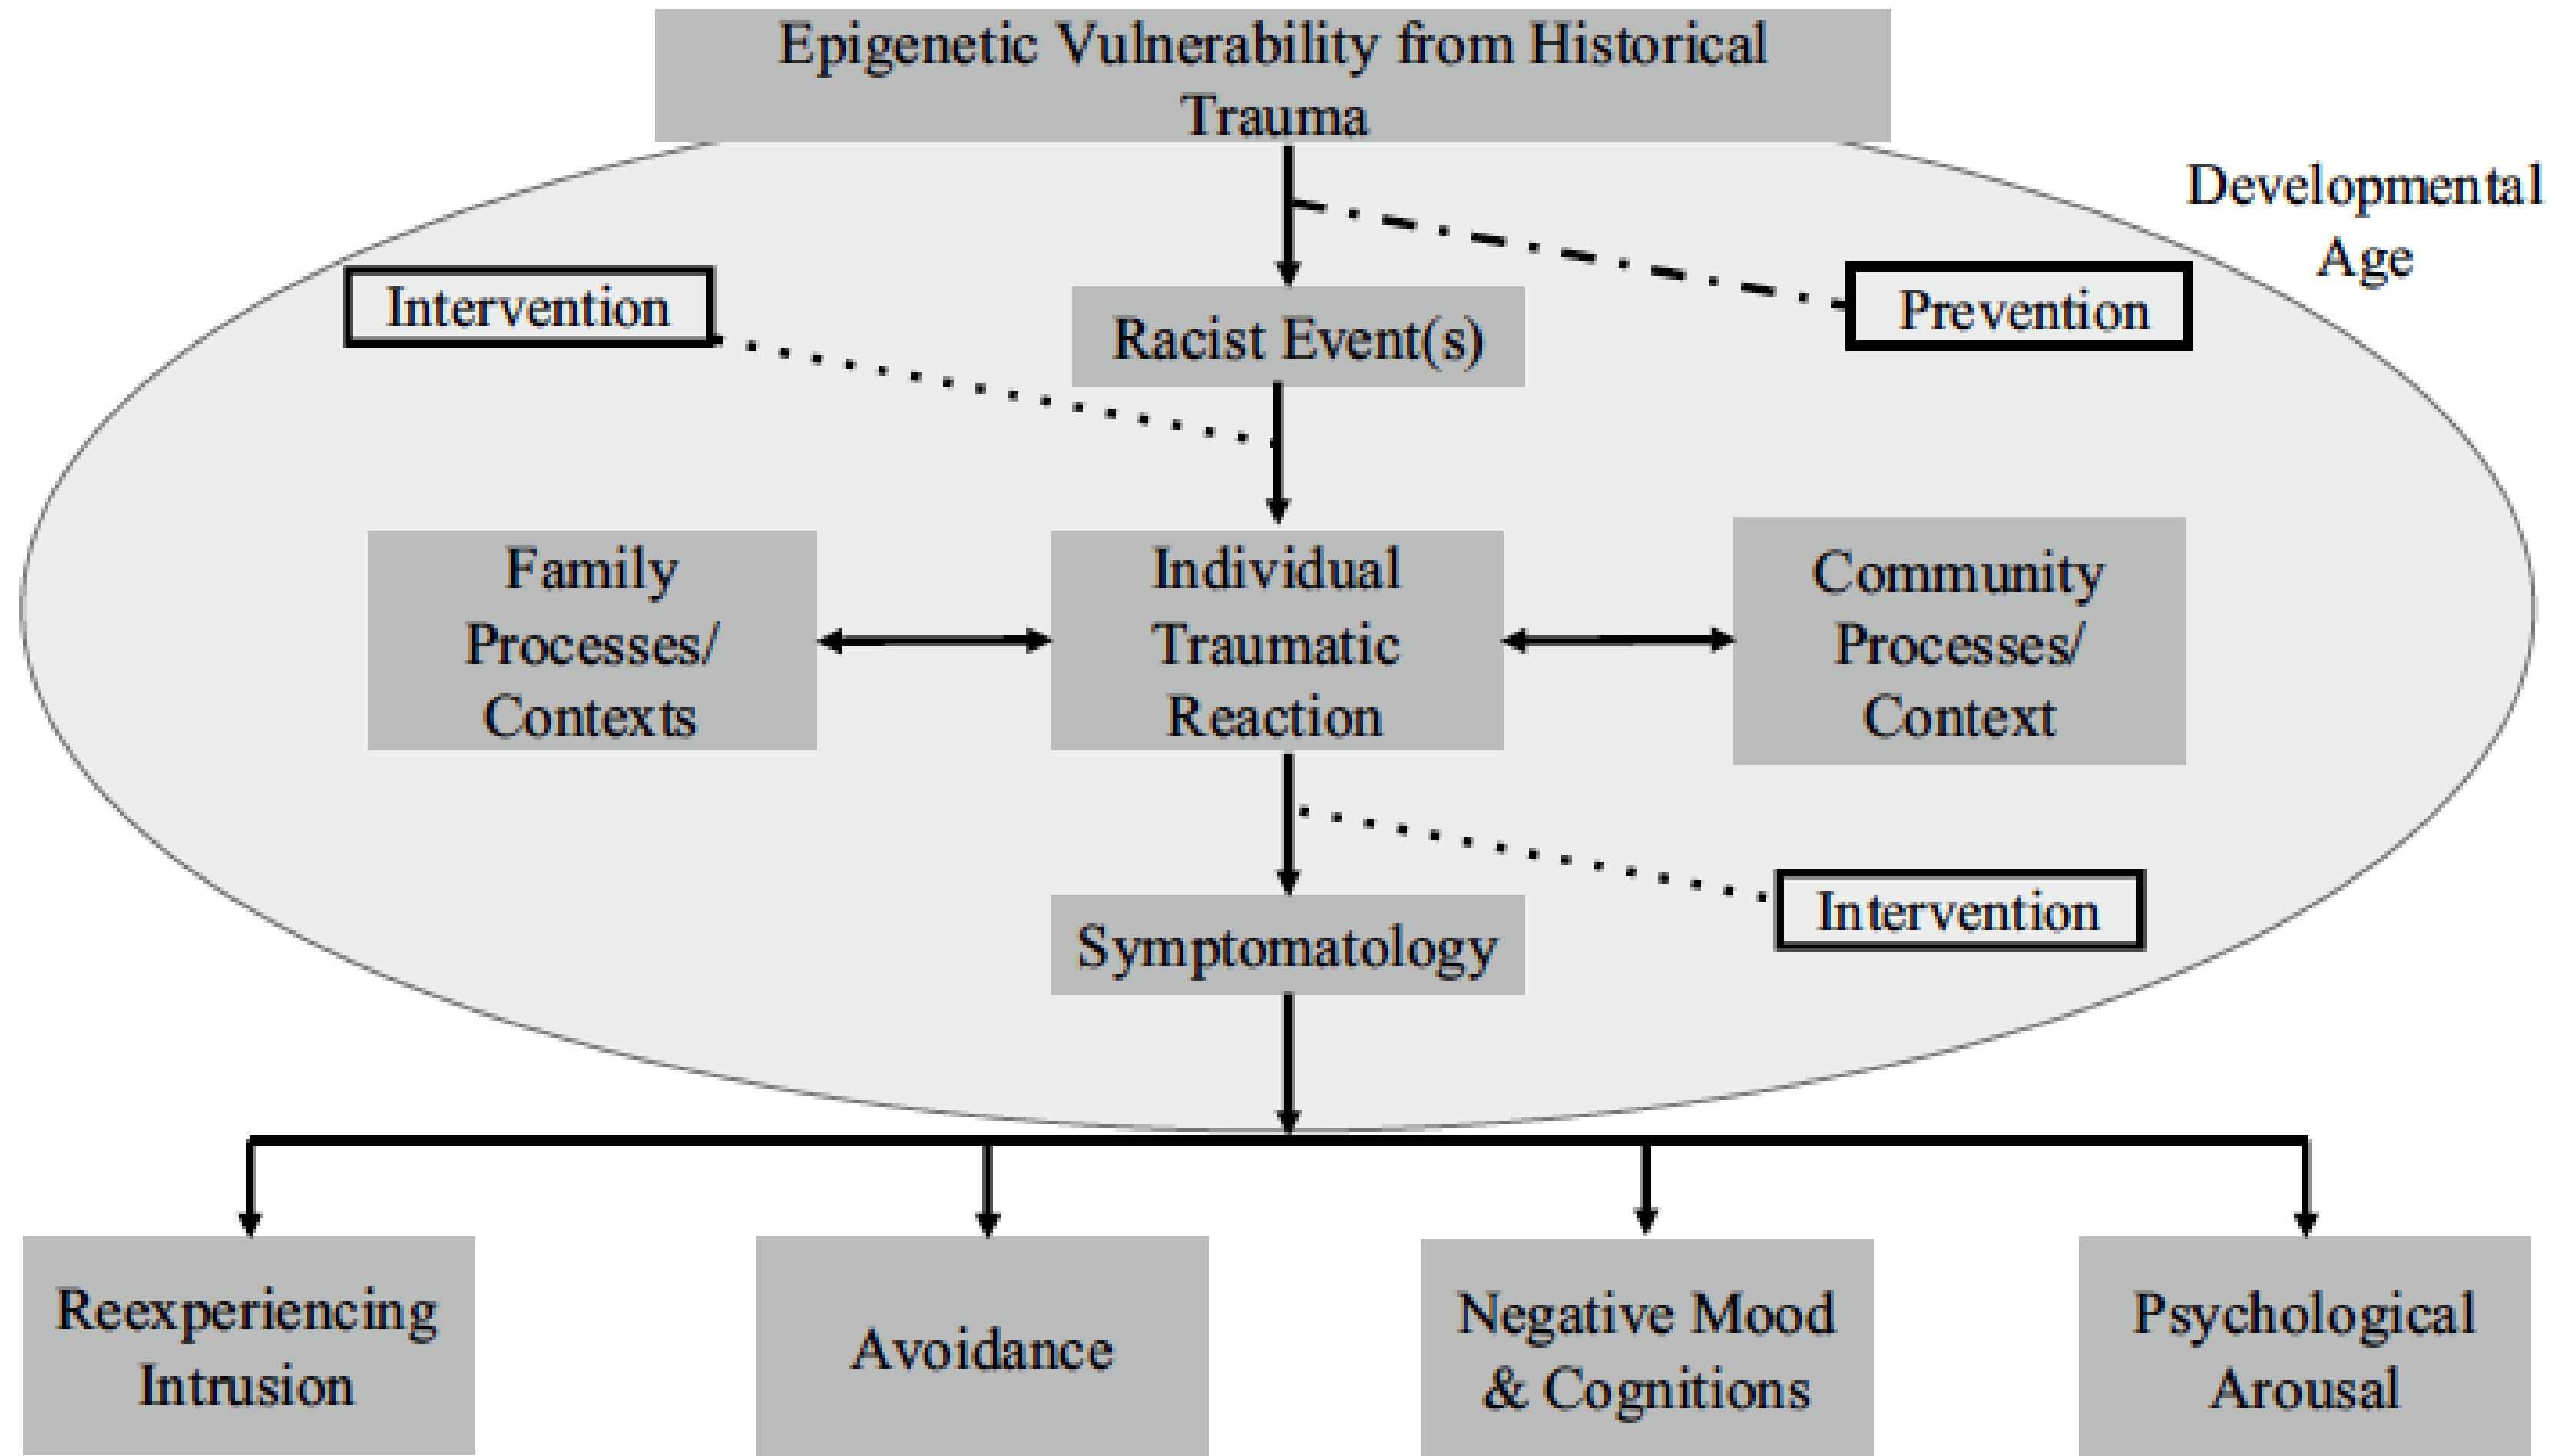 Epigenetic Vulnerability from Historical
Trauma
Developmental
Age
Intervention
Prevention
Racist Event(s)
Family
Processes/
Contexts
Individual
Traumatic
Reaction
Community
Processes/
Context
Intervention
Symptomatology
Reexperiencing
Intrusion
Avoidance
Negative Mood
& Cognitions
Psychological
Arousal